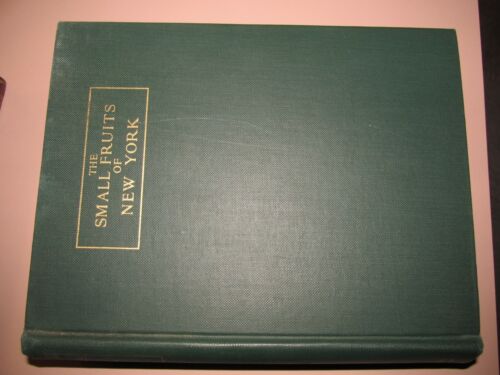 THE
SMALL FRUITS
OF
NEW YORK